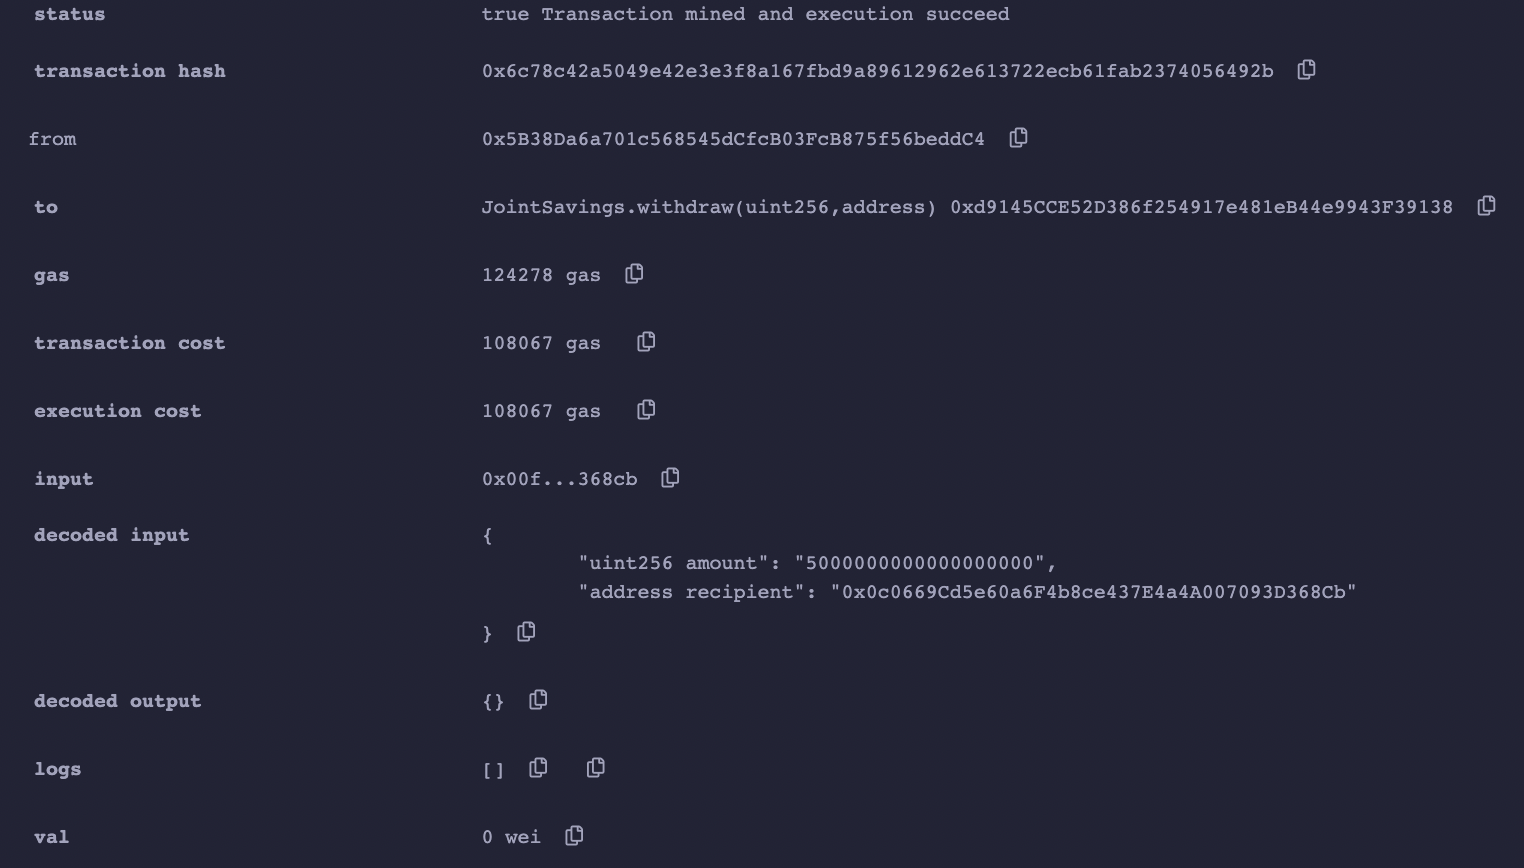 status true Transaction mined and execution succeed
transaction hash 0x6c78c42a5049e42e3e3f8a167fbd9a89612962e613722ecb61fab2374056492b
from 0x5B38Da6a701c568545dCfcB03FcB875f56beddC4
to JointSavings.withdraw(uint256,address) 0xd9145CCE52D386f254917e481eB44e9943F39138
gas 124278 gas
transaction cost 108067 gas
execution cost 108067 gas
input 0x00f...368cb
decoded input {
"uint256 amount": "5000000000000000000",
"address recipient": "0x0c0669Cd5e60a6F4b8ce437E4a4A007093D368Cb"
}
decoded output {}
logs []
val 0 wei